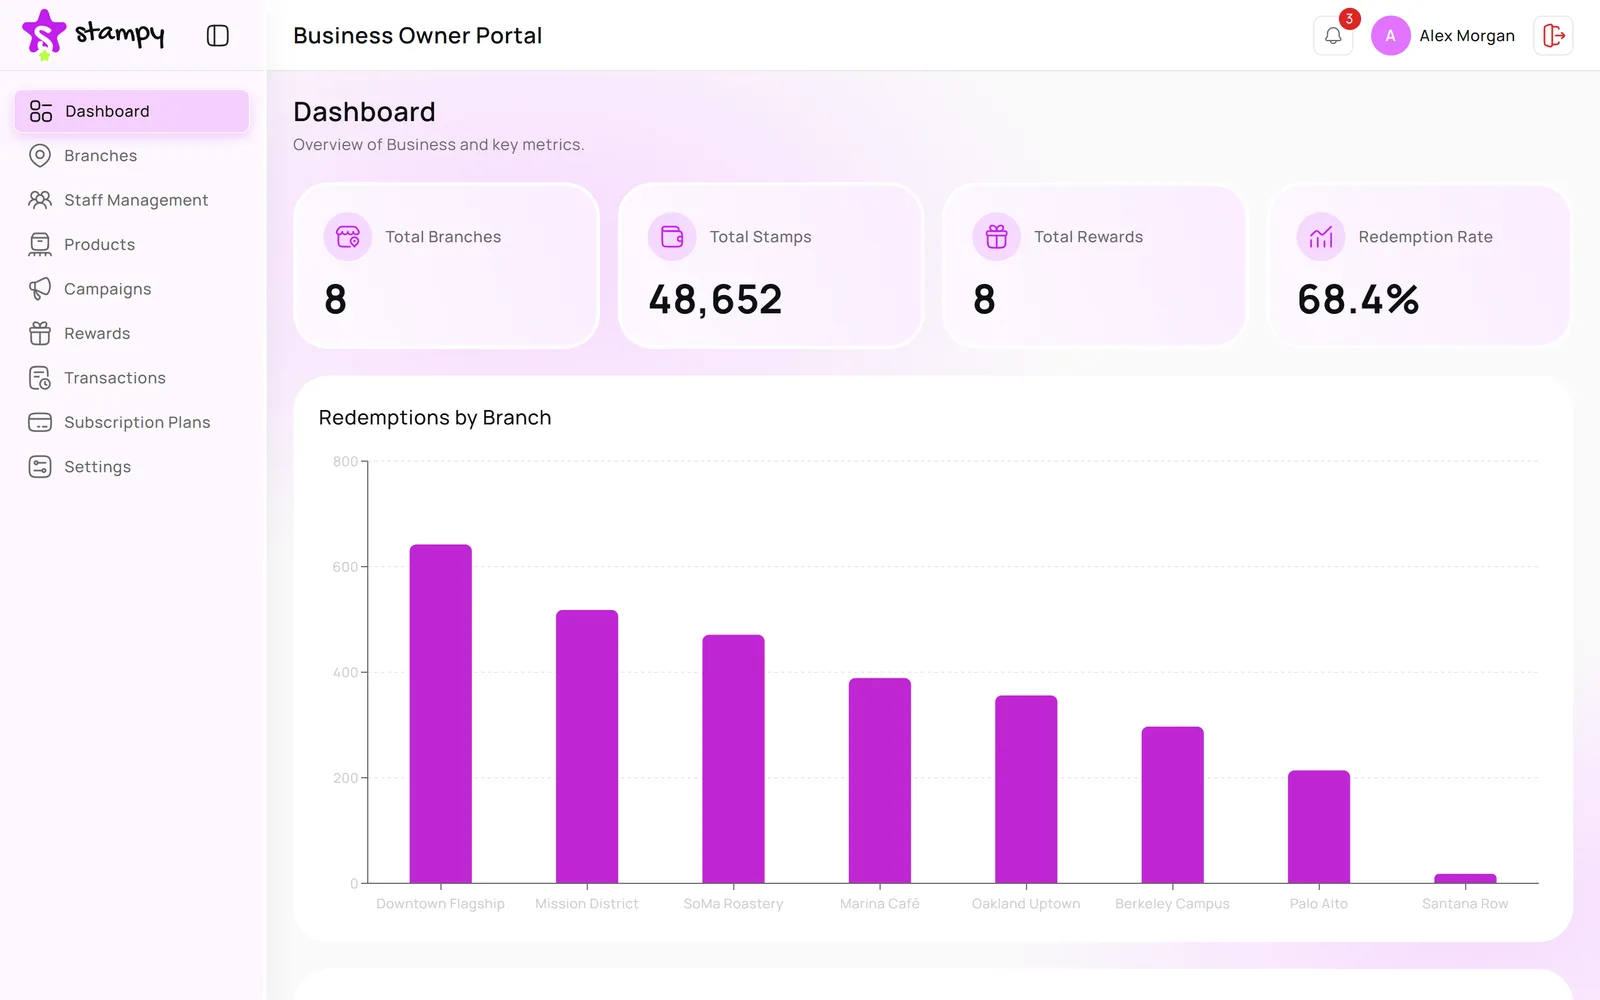 stampy
Business Owner Portal
3
A
Alex Morgan
Dashboard
Branches
Staff Management
Products
Campaigns
Rewards
Transactions
Subscription Plans
Settings
Dashboard
Overview of Business and key metrics.
Total Branches
8
Total Stamps
48,652
Total Rewards
8
Redemption Rate
68.4%
Redemptions by Branch
800
600
400
200
0
Downtown Flagship
Mission District
SoMa Roastery
Marina Café
Oakland Uptown
Berkeley Campus
Palo Alto
Santana Row